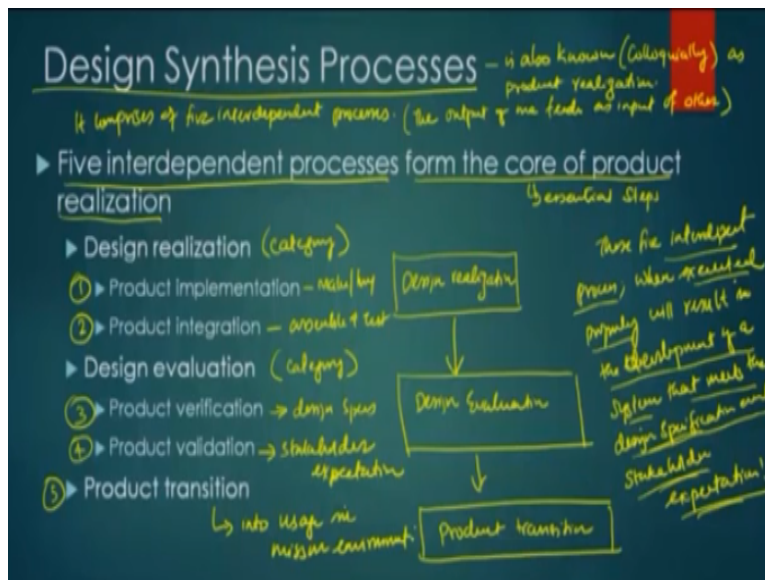 Design Synthesis Processes – is also known (colloquially) as
product realization.
It comprises of five interdependent processes. (The output of one feeds as input of other)
▶ Five interdependent processes form the core of product
realization
↳ essential steps
▶ Design realization (category)
① ▶ Product implementation – make/buy
② ▶ Product integration – assemble & test
▶ Design evaluation (category)
③ ▶ Product verification → design specs
④ ▶ Product validation → stakeholder
expectation
⑤ ▶ Product transition
↳ into usage in
mission environment
Design realization
Design Evaluation
Product transition
These five interdependent
process, when executed
properly will result in
the development of a
system that meets the
design specification and
stakeholder
expectation!